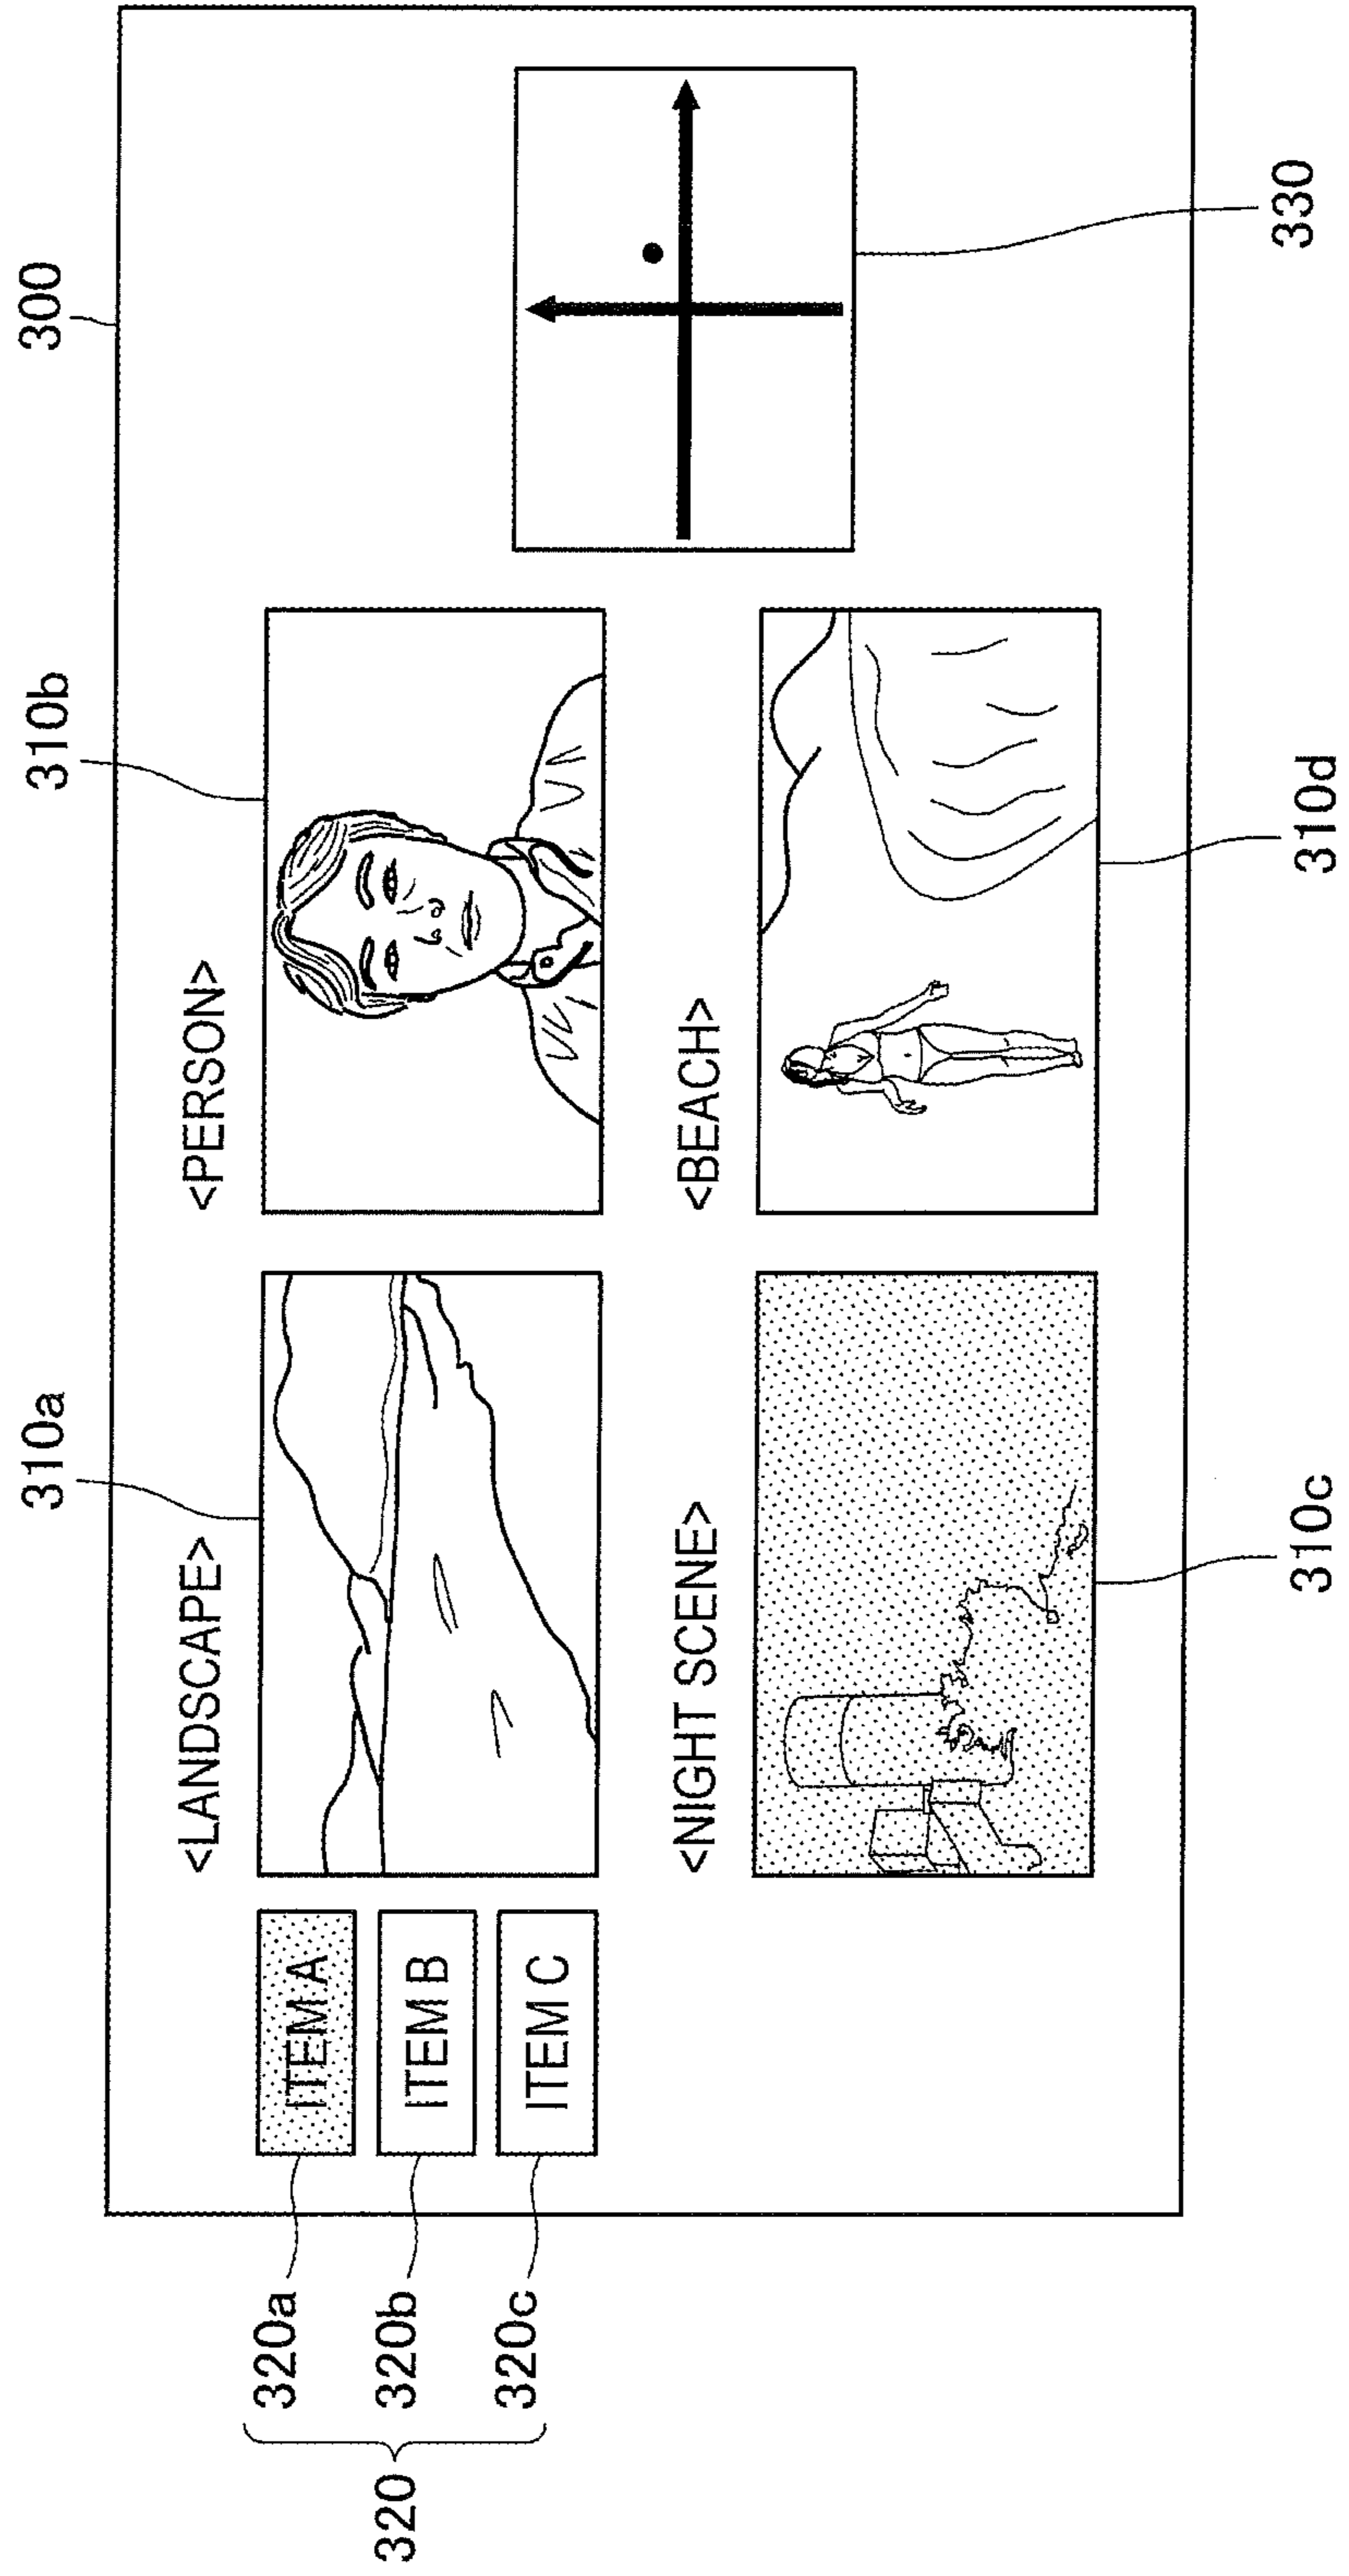 300
310a
310b
<LANDSCAPE>
<PERSON>
320
320a
320b
320c
ITEM A
ITEM B
ITEM C
<NIGHT SCENE>
<BEACH>
310c
310d
330